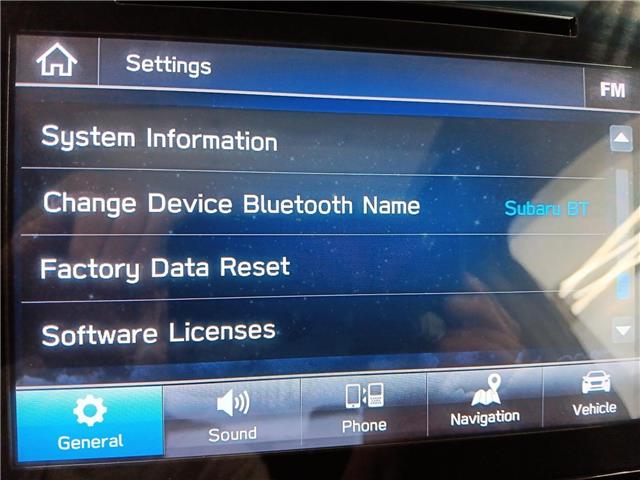 Settings
FM
System Information
Change Device Bluetooth Name Subaru BT
Factory Data Reset
Software Licenses
General Sound Phone Navigation Vehicle